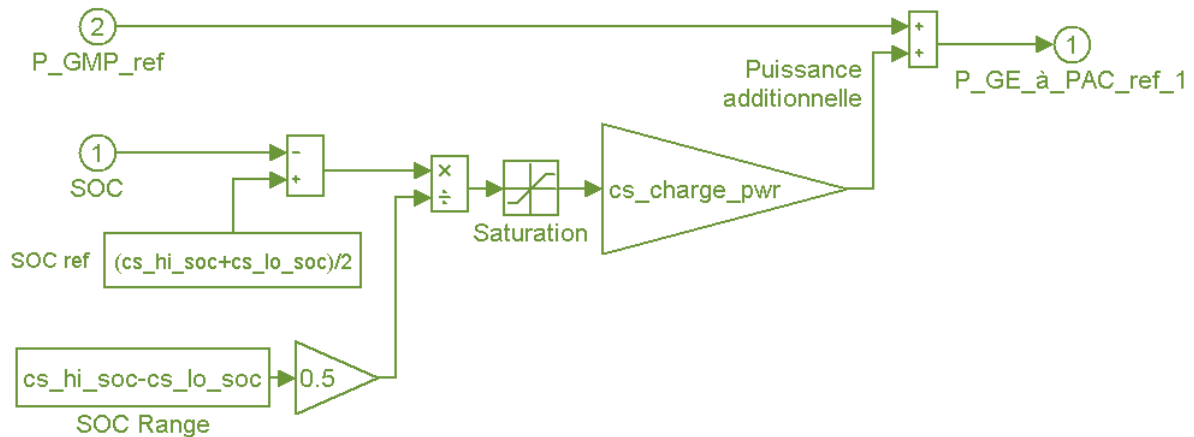 2
P_GMP_ref
+
+
1
P_GE_à_PAC_ref_1
Puissance
additionnelle
1
SOC
−
+
×
÷
Saturation
cs_charge_pwr
SOC ref
(cs_hi_soc+cs_lo_soc)/2
cs_hi_soc-cs_lo_soc
0.5
SOC Range